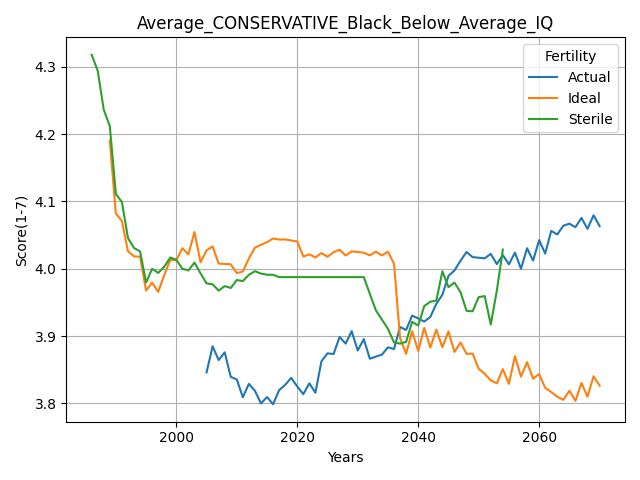 Average_CONSERVATIVE_Black_Below_Average_IQ
Fertility
Actual
Ideal
Sterile
Score(1-7)
4.3
4.2
4.1
4.0
3.9
3.8
2000
2020
2040
2060
Years